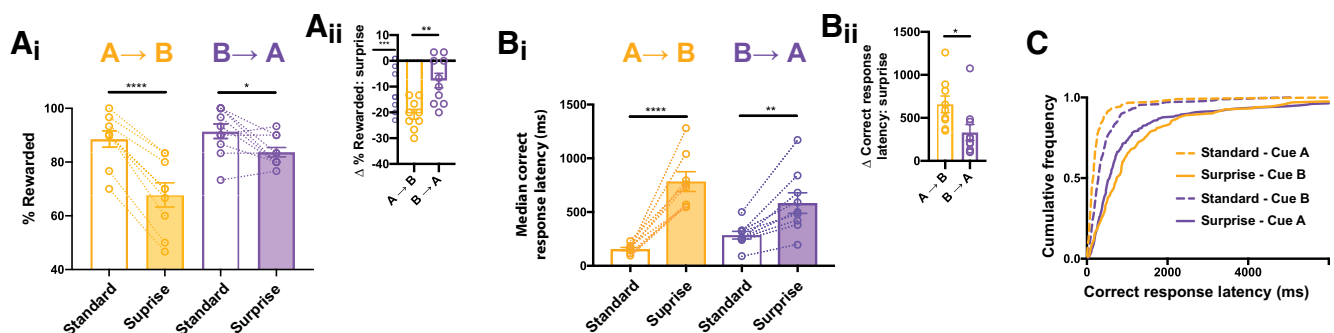 Ai
A → B
B → A
****
*
% Rewarded
100
80
60
40
Standard
Suprise
Standard
Surprise
Aii
***
**
Δ % Rewarded: surprise
20
10
0
-10
-20
-30
-40
A → B
B → A
Bi
A → B
B → A
****
**
Median correct
response latency (ms)
1500
1000
500
0
Standard
Suprise
Standard
Surprise
Bii
*
Δ Correct response
latency: surprise
1500
1000
500
0
A → B
B → A
C
Cumulative frequency
1.0
0.5
0.0
0
2000
4000
Correct response latency (ms)
Standard - Cue A
Surprise - Cue B
Standard - Cue B
Surprise - Cue A